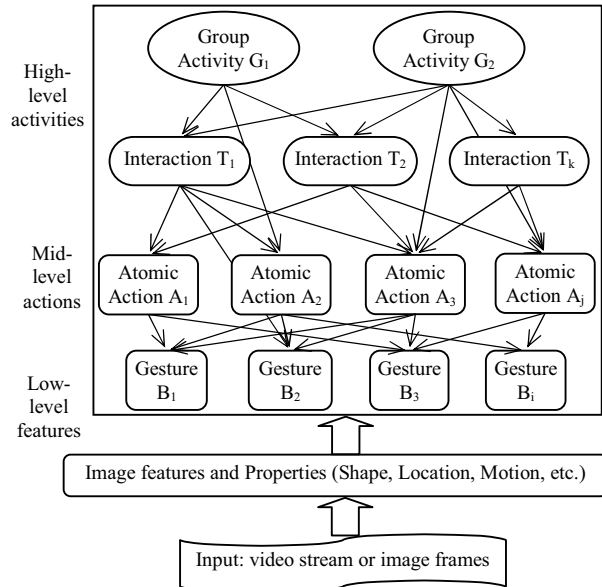 Group
Activity G1
Group
Activity G2
High-
level
activities
Interaction T1
Interaction T2
Interaction Tk
Mid-
level
actions
Atomic
Action A1
Atomic
Action A2
Atomic
Action A3
Atomic
Action Aj
Low-
level
features
Gesture
B1
Gesture
B2
Gesture
B3
Gesture
Bi
Image features and Properties (Shape, Location, Motion, etc.)
Input: video stream or image frames